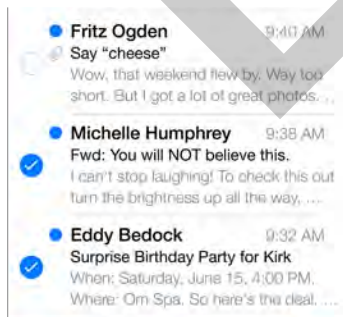 Fritz Ogden 9:40 AM
Say “cheese”
Wow, that weekend flew by. Way too
short. But I got a lot of great photos. …
Michelle Humphrey 9:38 AM
Fwd: You will NOT believe this.
I can't stop laughing! To check this out
turn the brightness up all the way, ….
Eddy Bedock 9:32 AM
Surprise Birthday Party for Kirk
When: Saturday, June 15, 4:00 PM.
Where: Om Spa. So here's the deal. ….